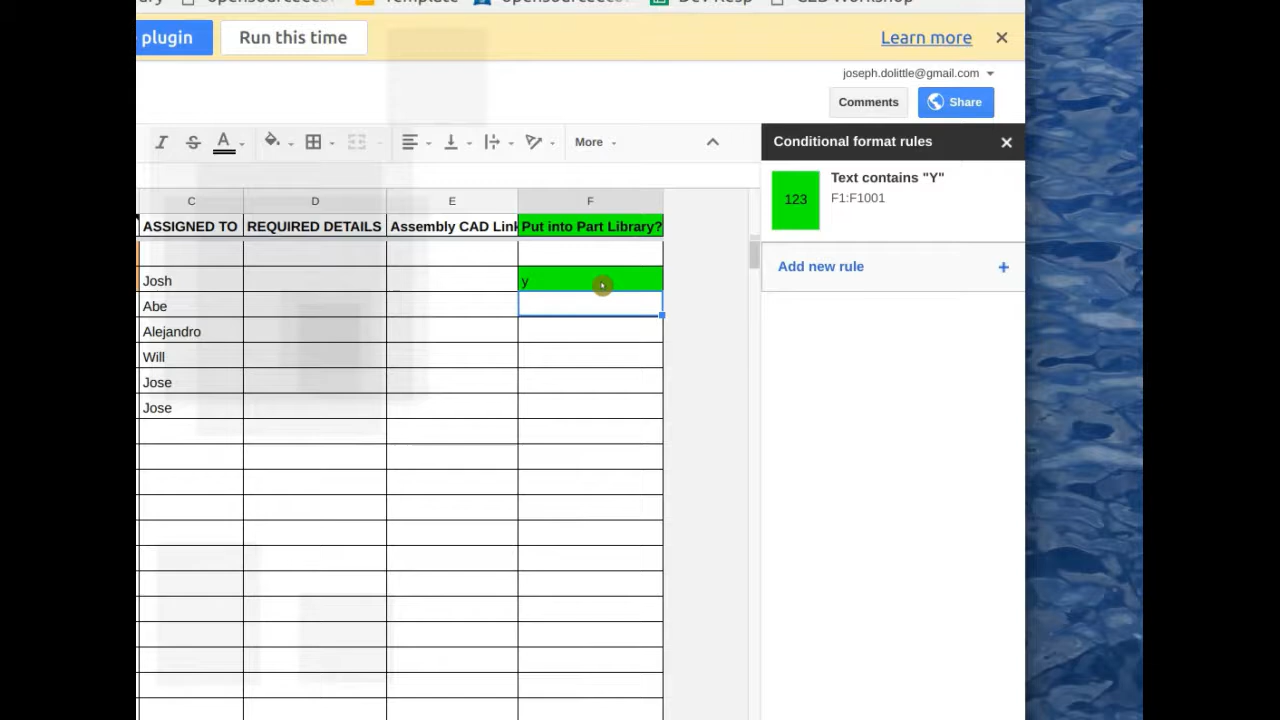 plugin Run this time Learn more
joseph.dolittle@gmail.com
Comments Share
A More Conditional format rules
123 Text contains "Y"
F1:F1001
C D E F
ASSIGNED TO REQUIRED DETAILS Assembly CAD Link Put into Part Library?
Add new rule
Josh y
Abe
Alejandro
Will
Jose
Jose